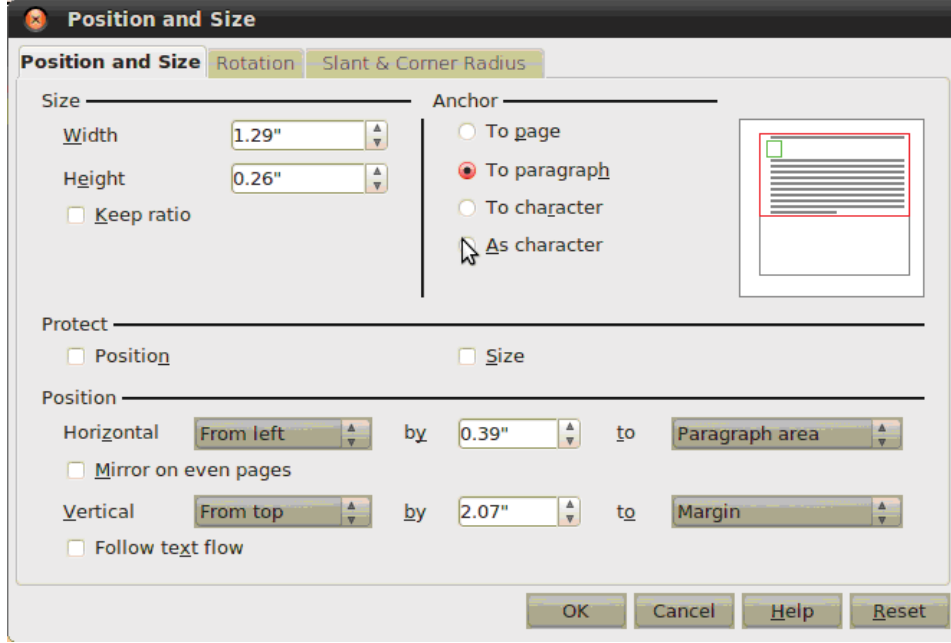 Position and Size
Position and Size Rotation Slant & Corner Radius
Size Anchor
Width 1.29"
To page
Height 0.26"
To paragraph
Keep ratio
To character
As character
Protect
Position Size
Position
Horizontal From left by 0.39" to Paragraph area
Mirror on even pages
Vertical From top by 2.07" to Margin
Follow text flow
OK Cancel Help Reset